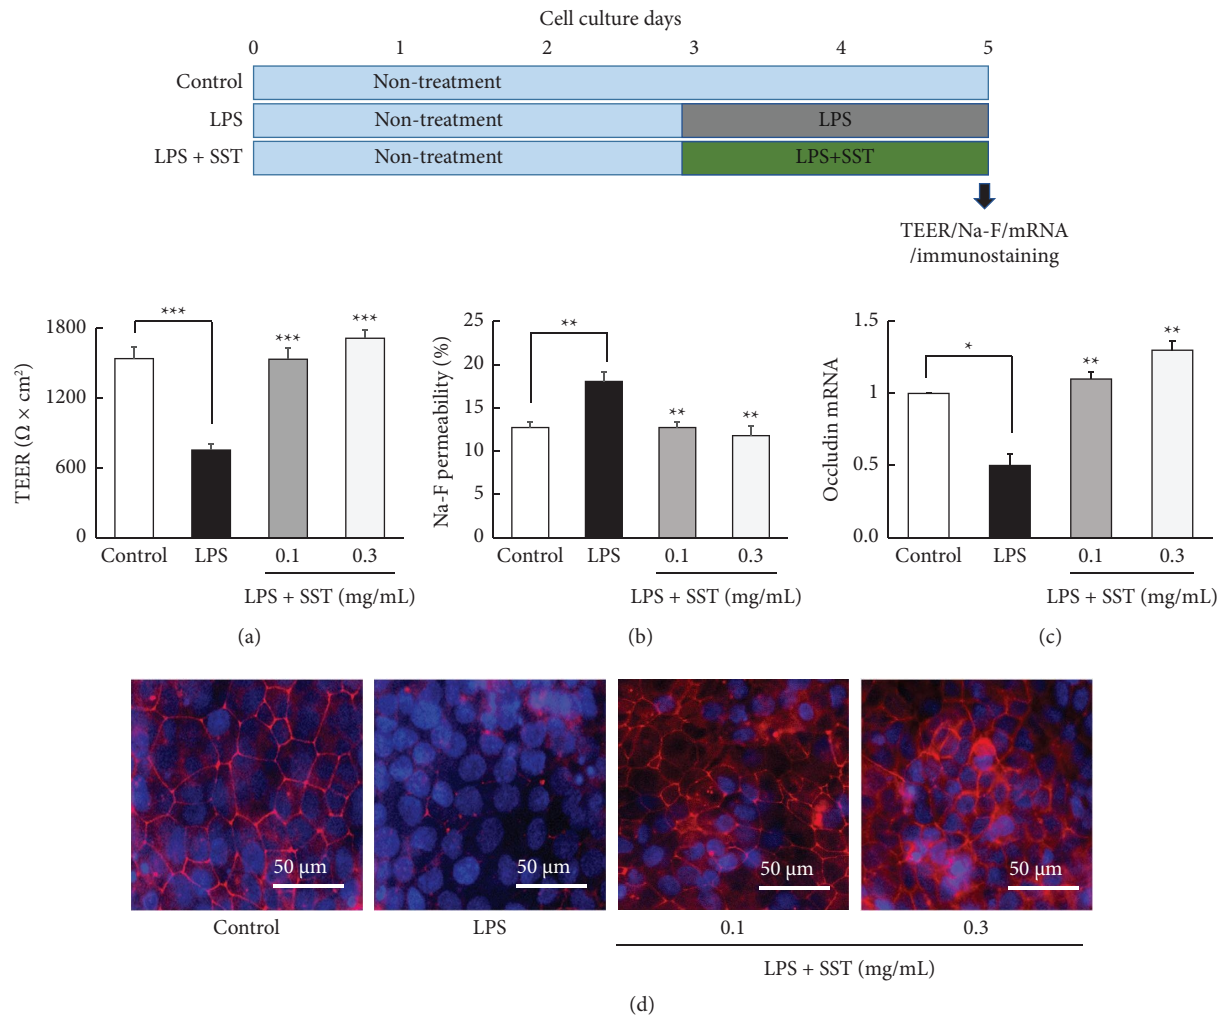 Cell culture days
0 1 2 3 4 5
Control Non-treatment
LPS Non-treatment LPS
LPS + SST Non-treatment LPS+SST
TEER/Na-F/mRNA
/immunostaining
TEER (Ω × cm²)
1800
1200
600
0
***
***
***
Control LPS 0.1 0.3
LPS + SST (mg/mL)
(a)
Na-F permeability (%)
25
20
15
10
5
0
**
**
**
Control LPS 0.1 0.3
LPS + SST (mg/mL)
(b)
Occludin mRNA
1.5
1
0.5
0.0
*
**
**
Control LPS 0.1 0.3
LPS + SST (mg/mL)
(c)
50 μm 50 μm 50 μm 50 μm
Control LPS 0.1 0.3
LPS + SST (mg/mL)
(d)